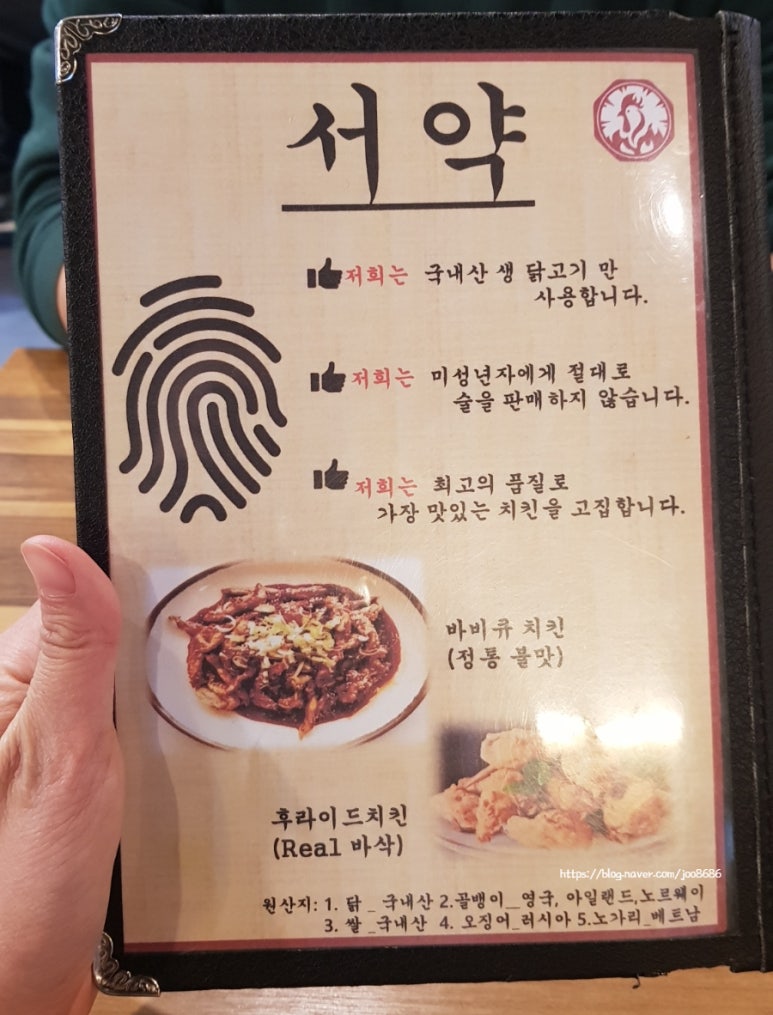 서약
저희는 국내산 생 닭고기 만
사용합니다.
저희는 미성년자에게 절대로
술을 판매하지 않습니다.
저희는 최고의 품질로
가장 맛있는 치킨을 고집합니다.
바비큐 치킨
(정통 불맛)
후라이드치킨
(Real 바삭)
https://blog.naver.com/joa8686
원산지: 1. 닭 _ 국내산 2.골뱅이__영국, 아일랜드,노르웨이
3. 쌀 _국내산 4. 오징어_러시아 5.노가리_베트남